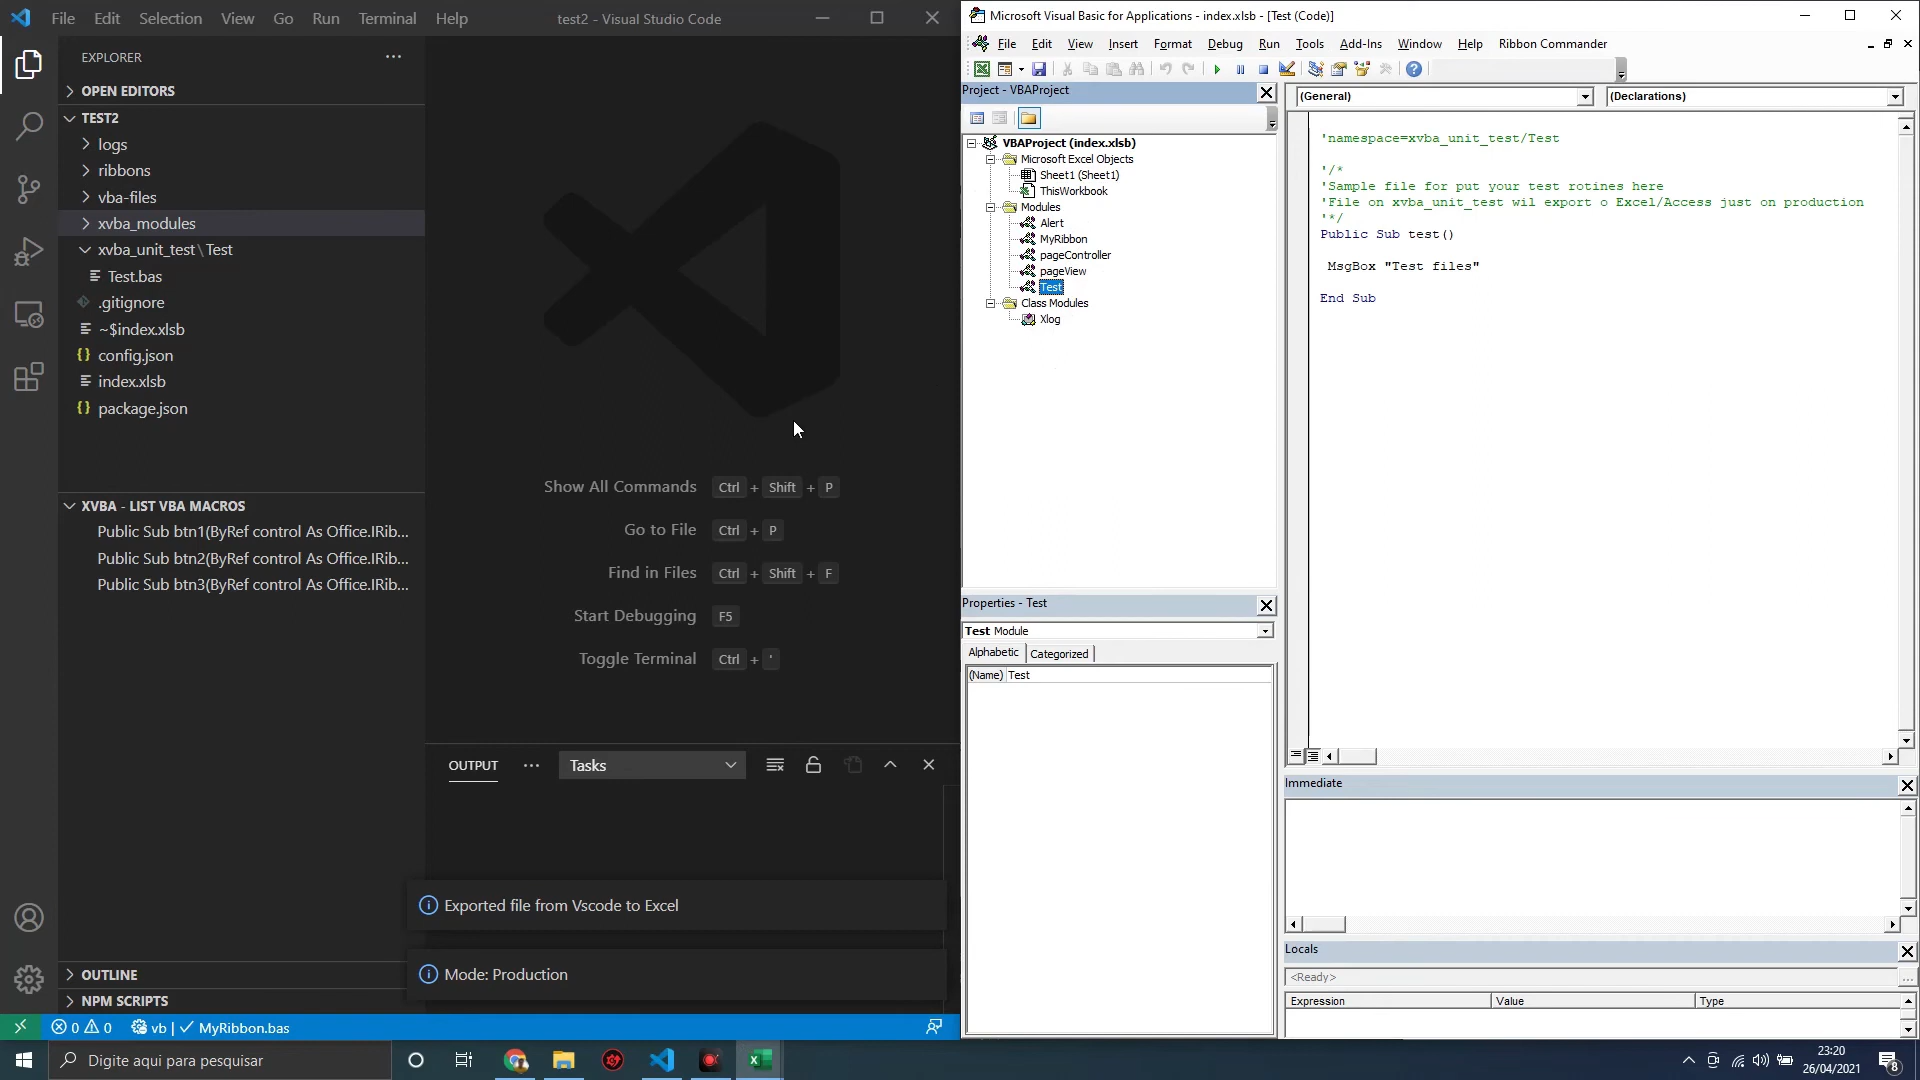 File Edit Selection View Go Run Terminal Help test2 - Visual Studio Code
EXPLORER
OPEN EDITORS
TEST2
logs
ribbons
vba-files
xvba_modules
xvba_unit_test\Test
Test.bas
.gitignore
~$index.xlsb
config.json
index.xlsb
package.json
XVBA - LIST VBA MACROS
Public Sub btn1(ByRef control As Office.IRib...
Public Sub btn2(ByRef control As Office.IRib...
Public Sub btn3(ByRef control As Office.IRib...
OUTLINE
NPM SCRIPTS
Show All Commands Ctrl + Shift + P
Go to File Ctrl + P
Find in Files Ctrl + Shift + F
Start Debugging F5
Toggle Terminal Ctrl + '
OUTPUT Tasks
Exported file from Vscode to Excel
Mode: Production
0 0 vb | MyRibbon.bas
Microsoft Visual Basic for Applications - index.xlsb - [Test (Code)]
File Edit View Insert Format Debug Run Tools Add-Ins Window Help Ribbon Commander
Project - VBAProject
VBAProject (index.xlsb)
Microsoft Excel Objects
Sheet1 (Sheet1)
ThisWorkbook
Modules
Alert
MyRibbon
pageController
pageView
Test
Class Modules
Xlog
Properties - Test
Test Module
Alphabetic Categorized
(Name) Test
(General) (Declarations)
'namespace=xvba_unit_test/Test
'/*
'Sample file for put your test rotines here
'File on xvba_unit_test wil export o Excel/Access just on production
'*/
Public Sub test()
MsgBox "Test files"
End Sub
Immediate
Locals
<Ready>
Expression Value Type
Digite aqui para pesquisar
23:20
26/04/2021
8